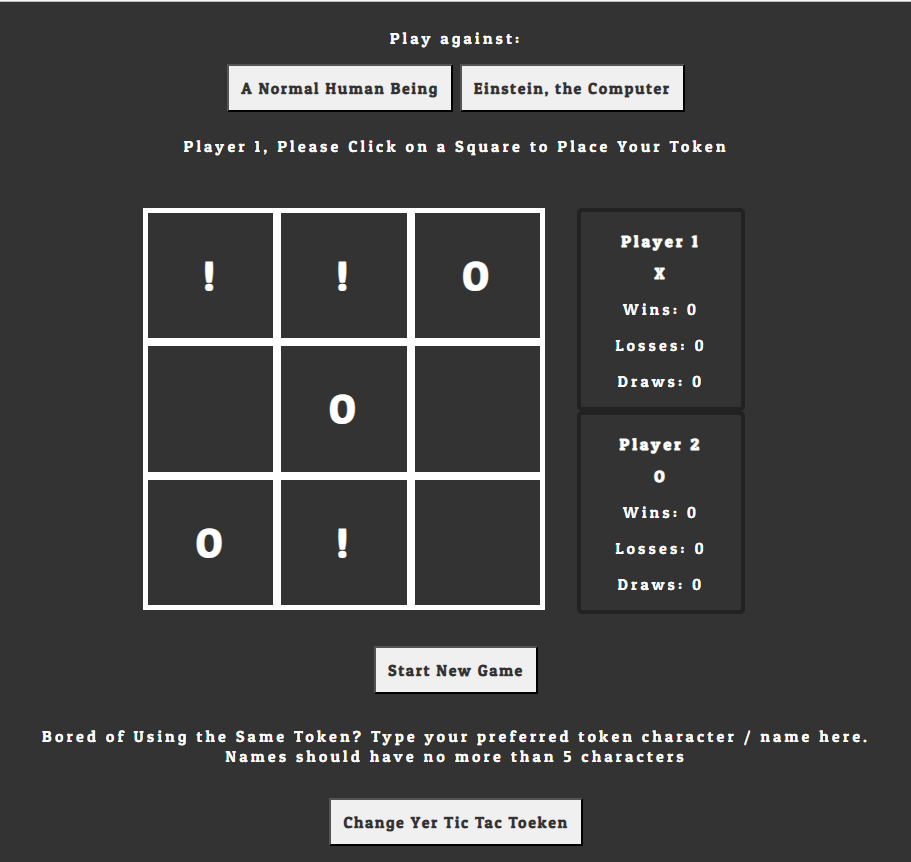 Play against:
A Normal Human Being
Einstein, the Computer
Player 1, Please Click on a Square to Place Your Token
! ! O
O
O !
Player 1
X
Wins: 0
Losses: 0
Draws: 0
Player 2
O
Wins: 0
Losses: 0
Draws: 0
Start New Game
Bored of Using the Same Token? Type your preferred token character / name here.
Names should have no more than 5 characters
Change Yer Tic Tac Toeken